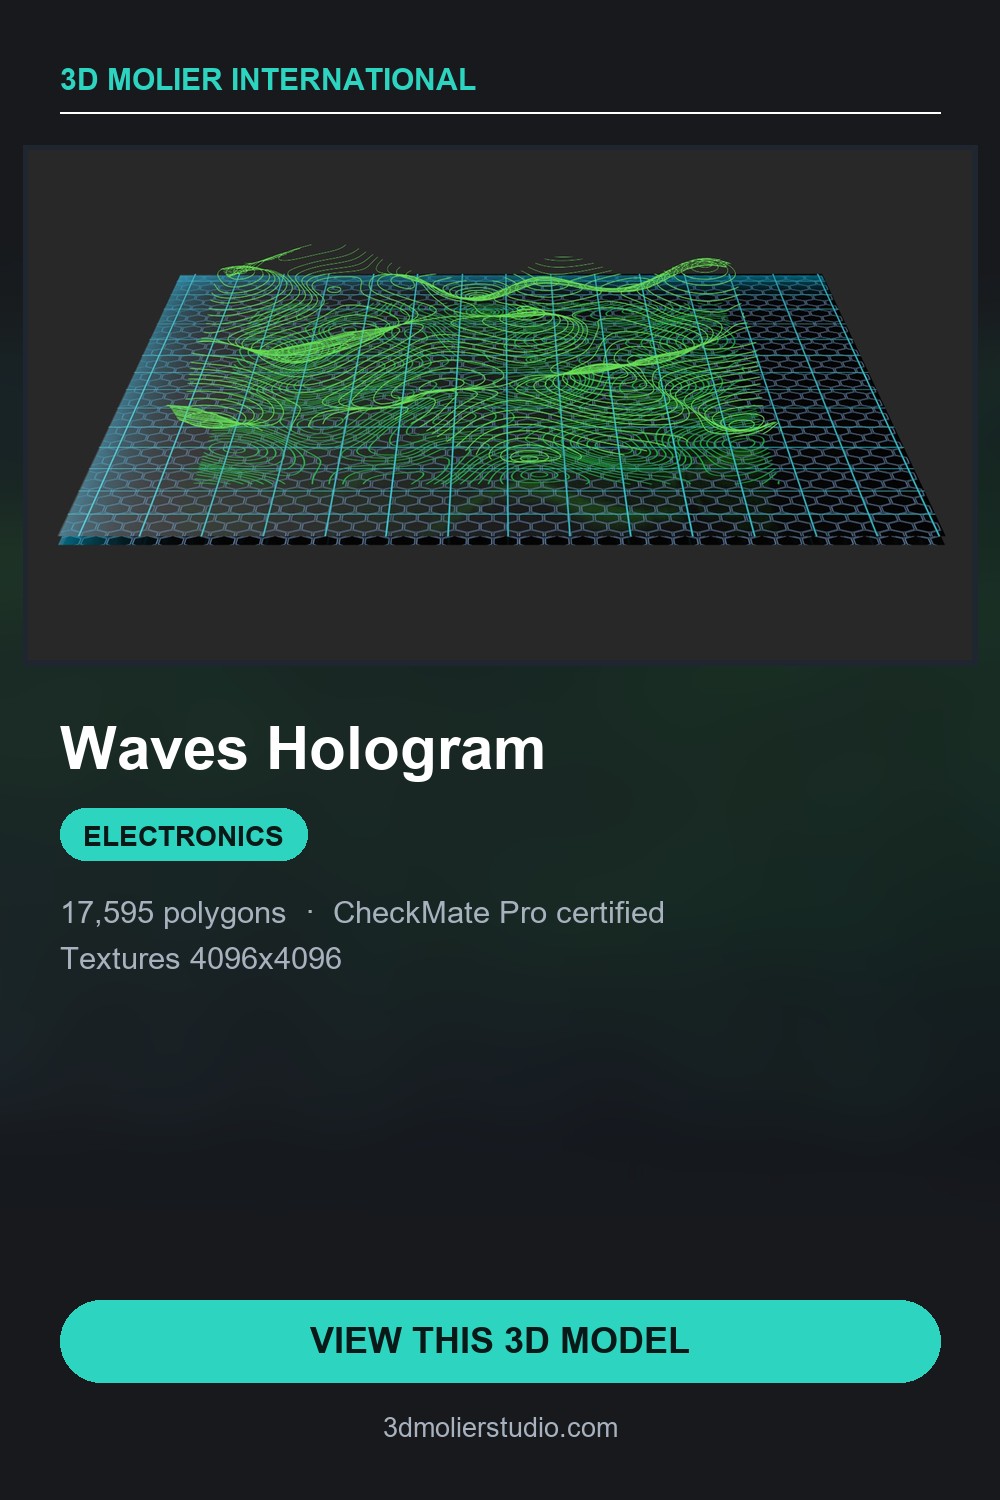 3D MOLIER INTERNATIONAL
Waves Hologram
ELECTRONICS
17,595 polygons · CheckMate Pro certified
Textures 4096x4096
VIEW THIS 3D MODEL
3dmolierstudio.com